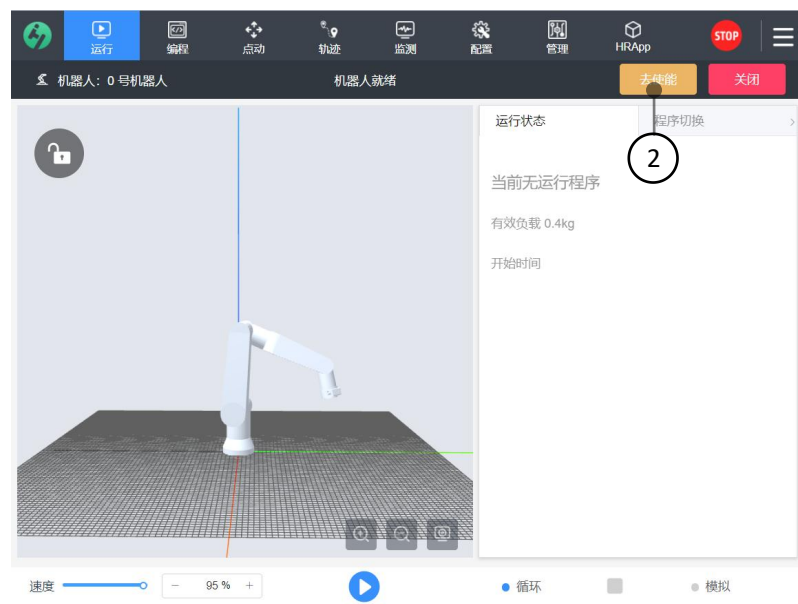 运行 编程 点动 轨迹 监测 配置 管理 HRApp STOP
机器人：0 号机器人 机器人就绪 去使能 关闭
运行状态 程序切换
2
当前无运行程序
有效负载 0.4kg
开始时间
速度 − 95 % + 循环 模拟